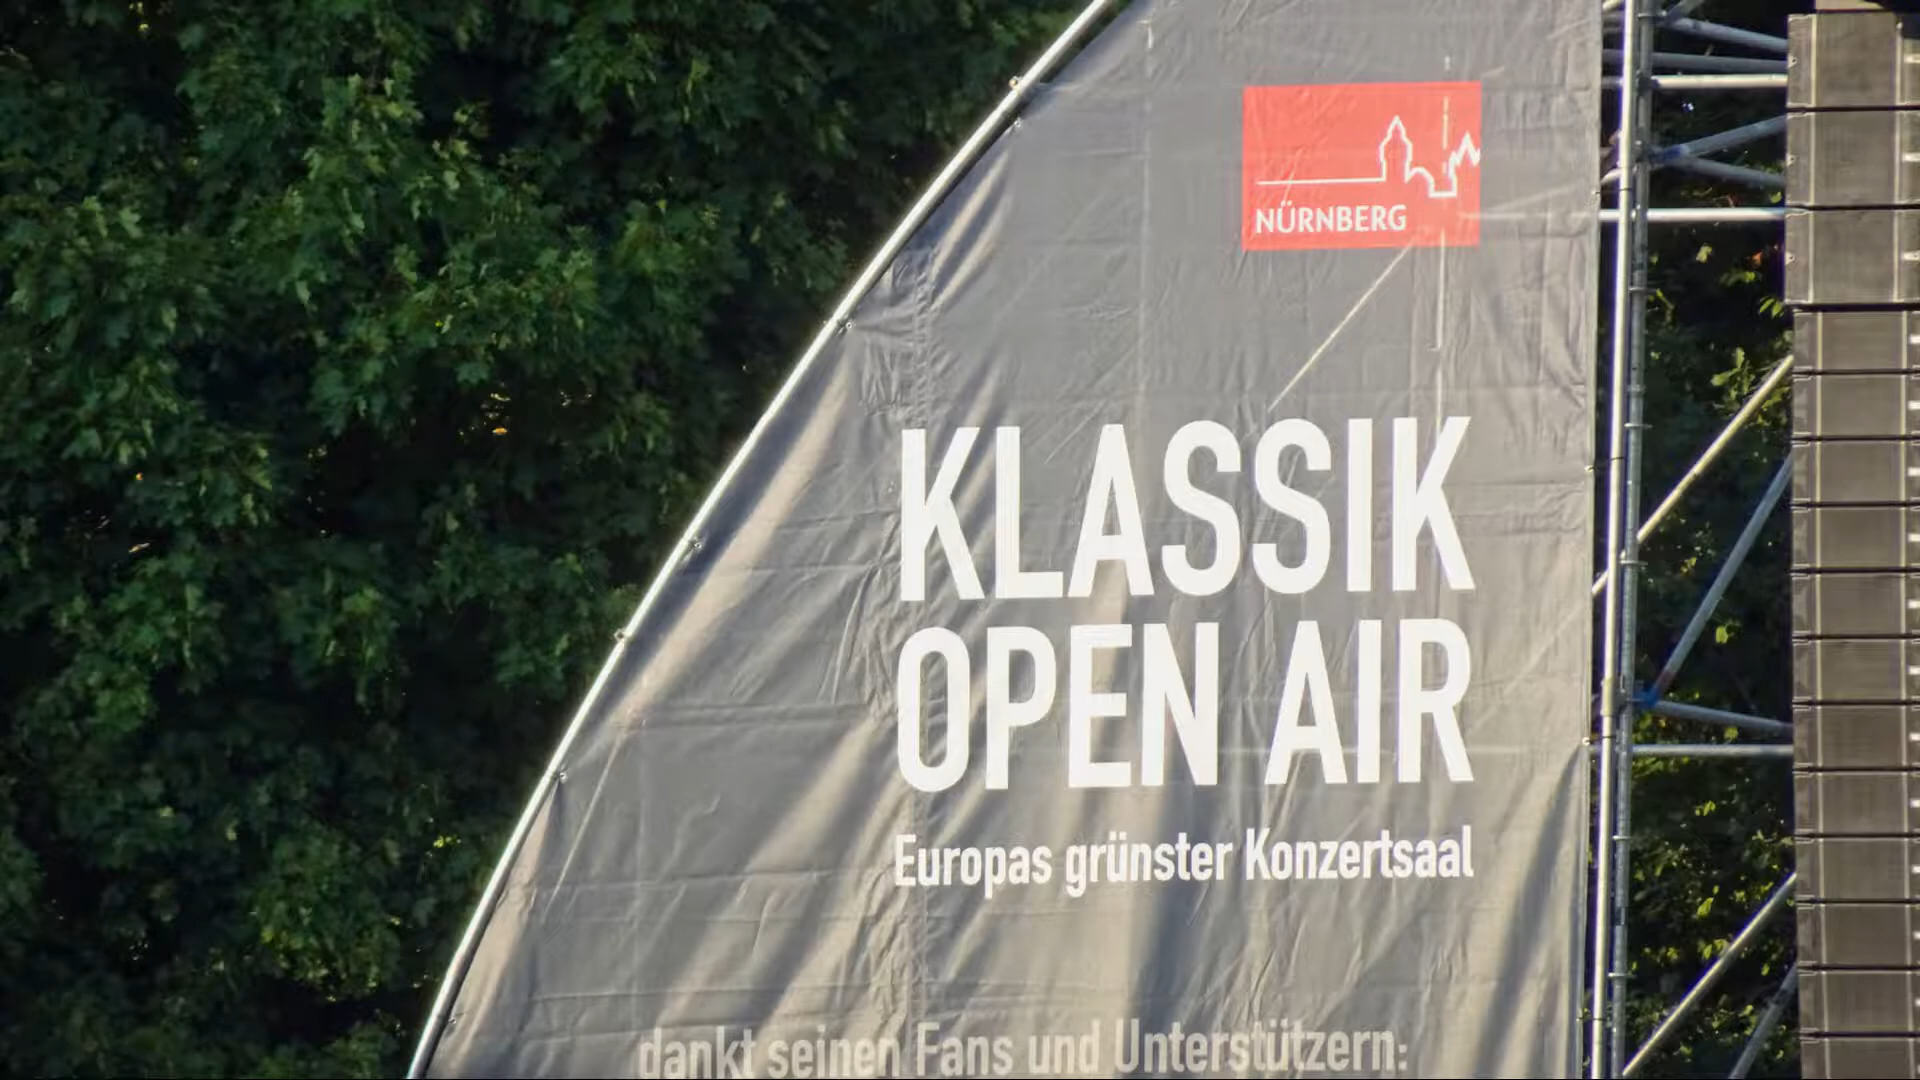 NÜRNBERG
KLASSIK
OPEN AIR
Europas grünster Konzertsaal
dankt seinen Fans und Unterstützern: